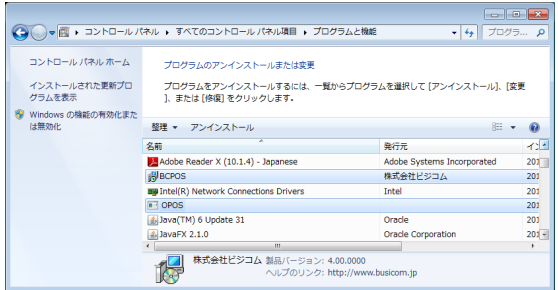 コントロール パネル ▸ すべてのコントロール パネル項目 ▸ プログラムと機能
プログラ...
コントロール パネル ホーム
インストールされた更新プロ
グラムを表示
Windows の機能の有効化また
は無効化
プログラムのアンインストールまたは変更
プログラムをアンインストールするには、一覧からプログラムを選択して [アンインストール]、[変更
]、または [修復] をクリックします。
整理 ▼ アンインストール
名前 発行元 イン
Adobe Reader X (10.1.4) - Japanese Adobe Systems Incorporated 201
BCPOS 株式会社ビジコム 201
Intel(R) Network Connections Drivers Intel 201
OPOS 201
Java(TM) 6 Update 31 Oracle 201
JavaFX 2.1.0 Oracle Corporation 201
株式会社ビジコム 製品バージョン: 4.00.0000
ヘルプのリンク: http://www.busicom.jp